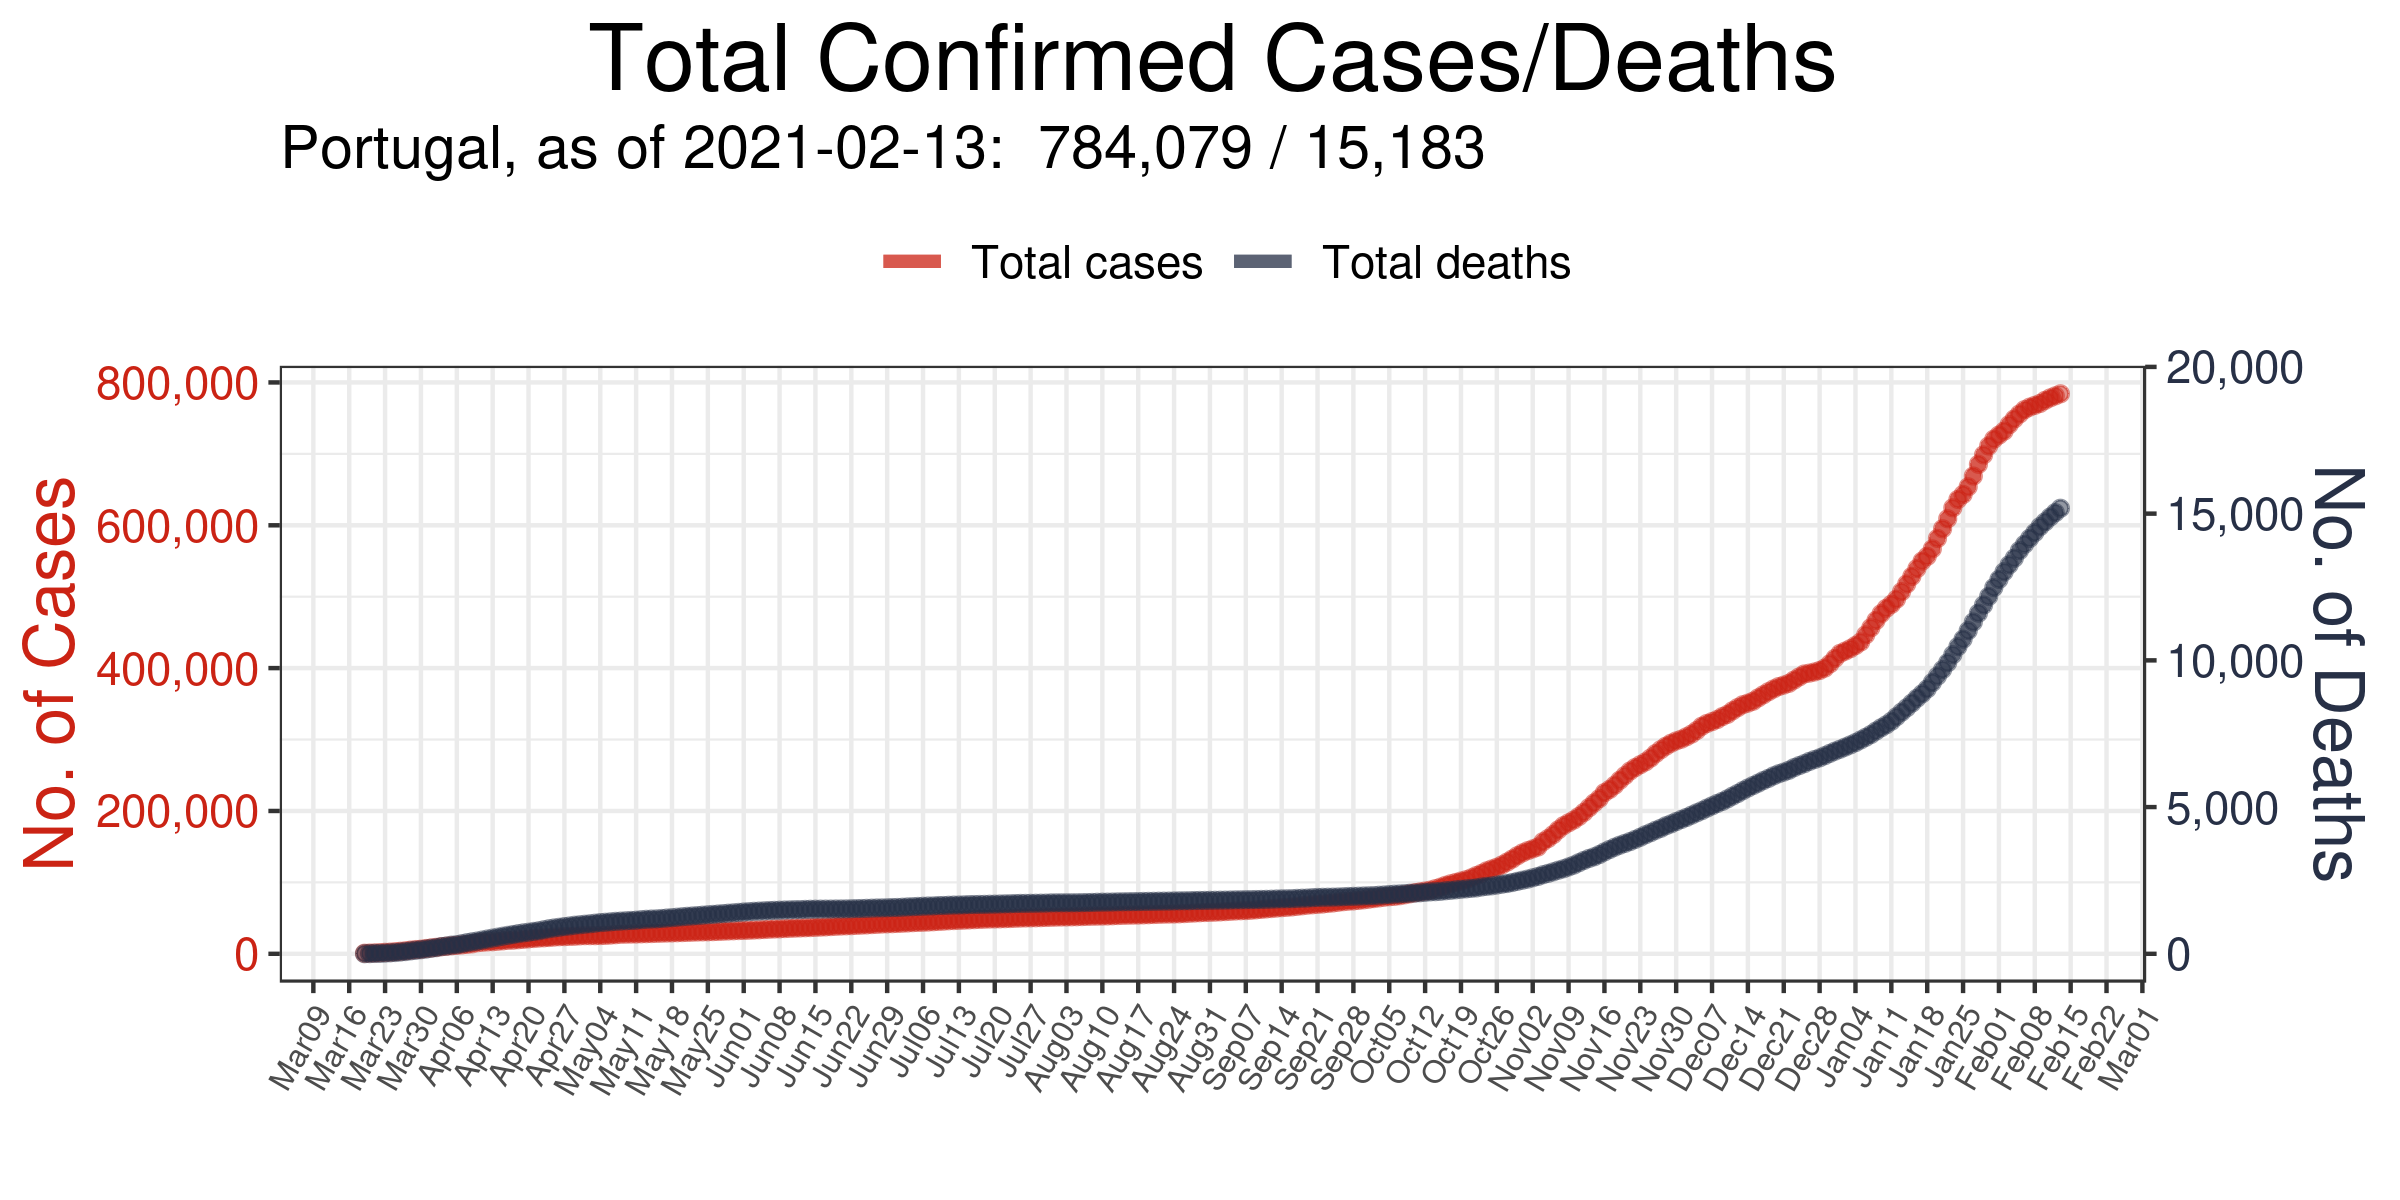 Total Confirmed Cases/Deaths
Portugal, as of 2021-02-13:  784,079 / 15,183
Total cases
Total deaths
No. of Cases
800,000
600,000
400,000
200,000
0
20,000
15,000
10,000
5,000
0
No. of Deaths
Mar09
Mar16
Mar23
Mar30
Apr06
Apr13
Apr20
Apr27
May04
May11
May18
May25
Jun01
Jun08
Jun15
Jun22
Jun29
Jul06
Jul13
Jul20
Jul27
Aug03
Aug10
Aug17
Aug24
Aug31
Sep07
Sep14
Sep21
Sep28
Oct05
Oct12
Oct19
Oct26
Nov02
Nov09
Nov16
Nov23
Nov30
Dec07
Dec14
Dec21
Dec28
Jan04
Jan11
Jan18
Jan25
Feb01
Feb08
Feb15
Feb22
Mar01